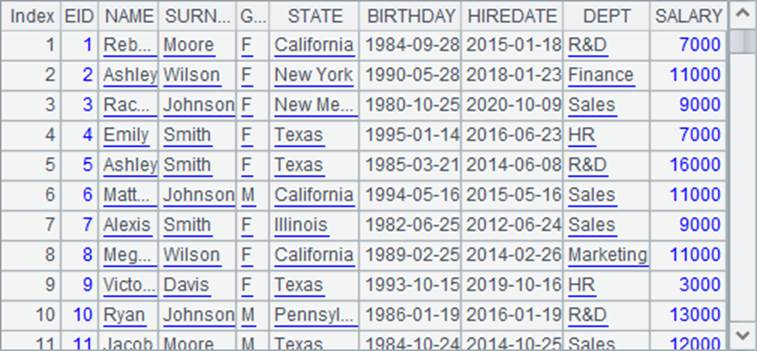 Index EID NAME SURN... G... STATE BIRTHDAY HIREDATE DEPT SALARY
1 1 Reb... Moore F California 1984-09-28 2015-01-18 R&D 7000
2 2 Ashley Wilson F New York 1990-05-28 2018-01-23 Finance 11000
3 3 Rac... Johnson F New Me... 1980-10-25 2020-10-09 Sales 9000
4 4 Emily Smith F Texas 1995-01-14 2016-06-23 HR 7000
5 5 Ashley Smith F Texas 1985-03-21 2014-06-08 R&D 16000
6 6 Matt... Johnson M California 1994-05-16 2015-05-16 Sales 11000
7 7 Alexis Smith F Illinois 1982-06-25 2012-06-24 Sales 9000
8 8 Meg... Wilson F California 1989-02-25 2014-02-26 Marketing 11000
9 9 Victo... Davis F Texas 1993-10-15 2019-10-16 HR 3000
10 10 Ryan Johnson M Pennsyl... 1986-01-19 2016-01-19 R&D 13000
11 11 Jacob Moore M Texas 1984-10-24 2014-10-25 Sales 12000